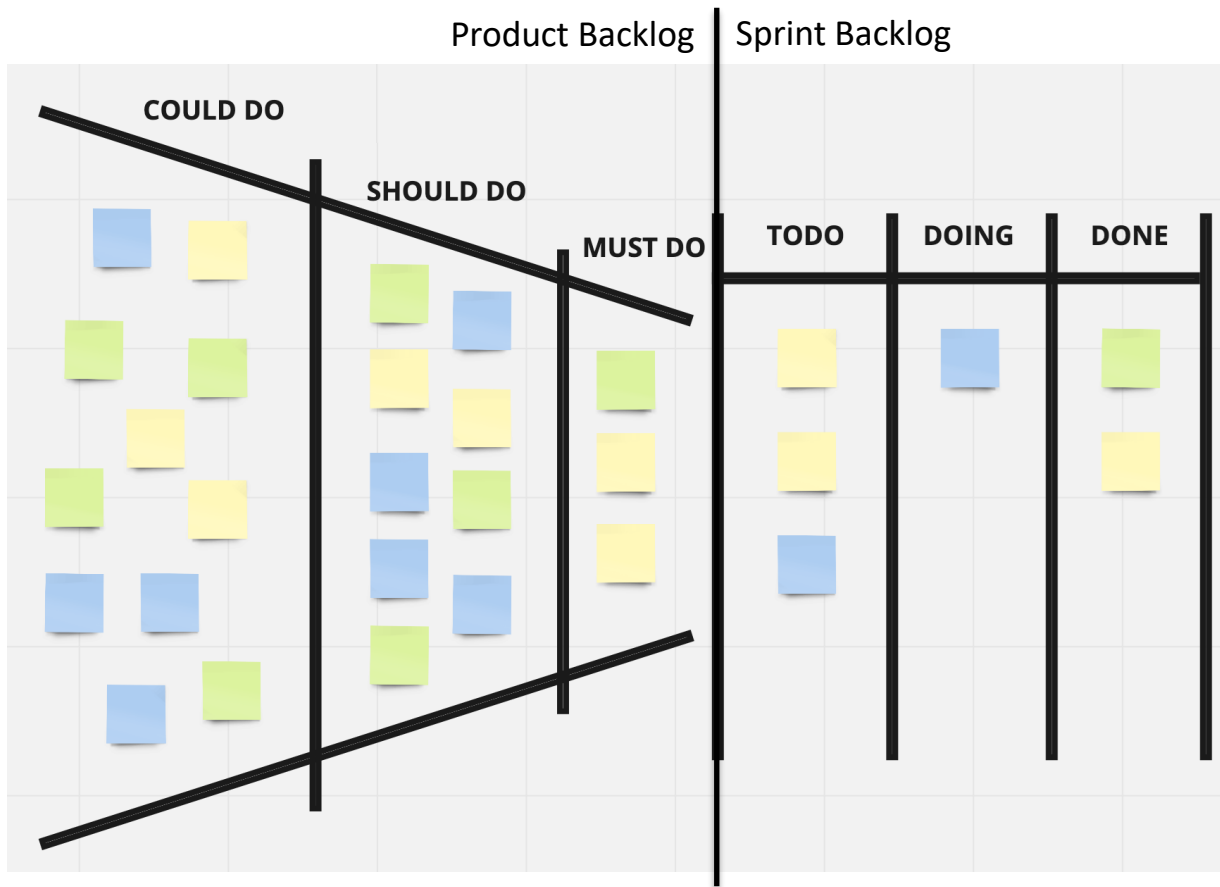 Product Backlog
Sprint Backlog
COULD DO
SHOULD DO
MUST DO
TODO
DOING
DONE